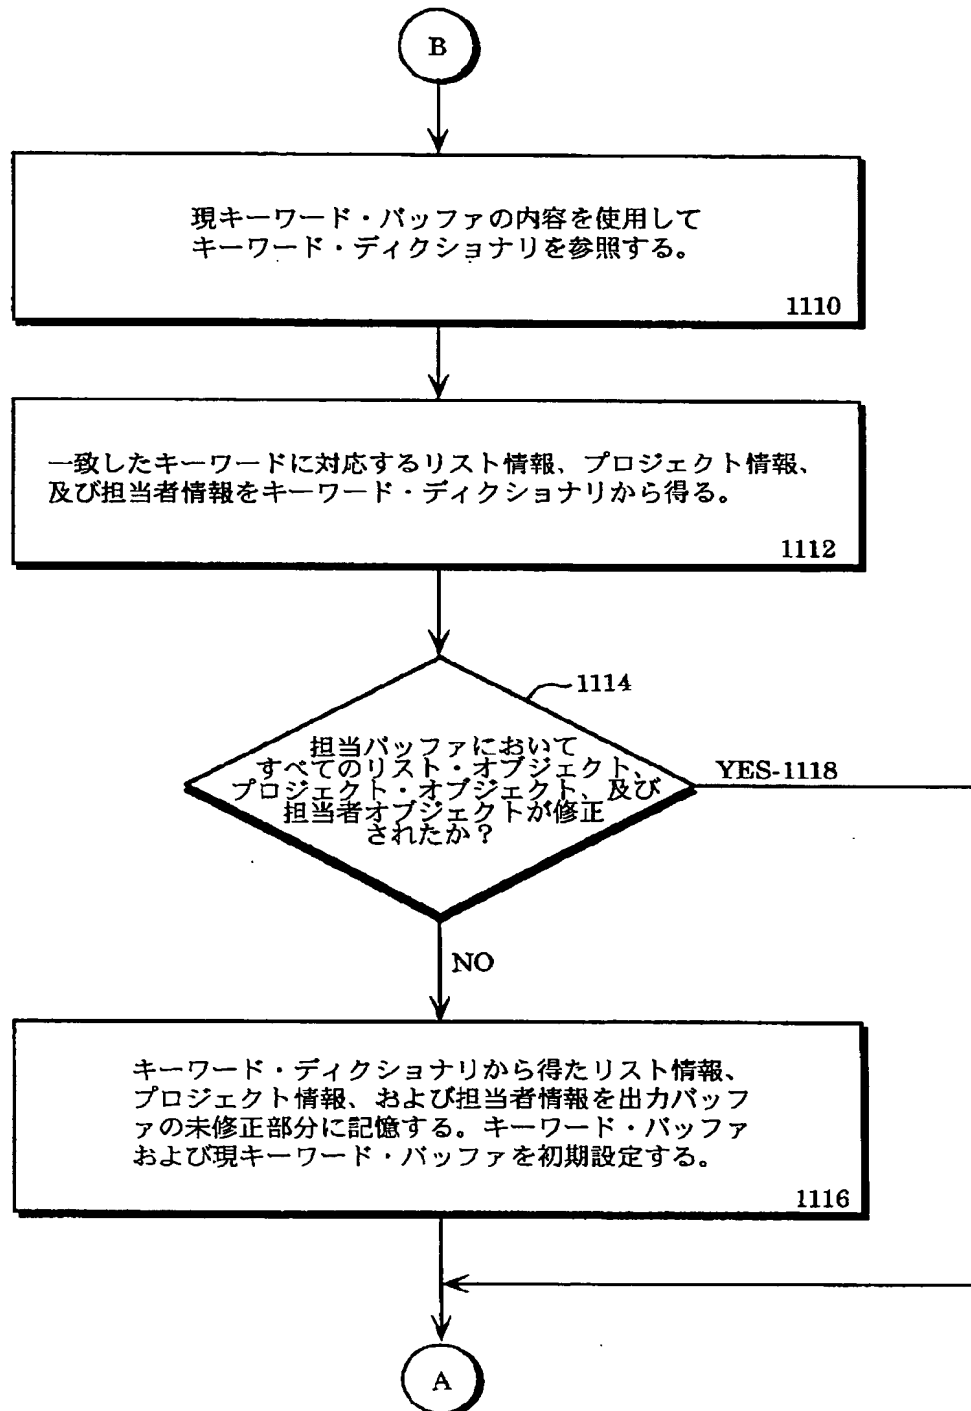 B
現キーワード・バッファの内容を使用して
キーワード・ディクショナリを参照する。
1110
一致したキーワードに対応するリスト情報、プロジェクト情報、
及び担当者情報をキーワード・ディクショナリから得る。
1112
1114
担当バッファにおいて
すべてのリスト・オブジェクト、
プロジェクト・オブジェクト、及び
担当者オブジェクトが修正
されたか？
YES-1118
NO
キーワード・ディクショナリから得たリスト情報、
プロジェクト情報、および担当者情報を出力バッフ
ァの未修正部分に記憶する。キーワード・バッファ
および現キーワード・バッファを初期設定する。
1116
A